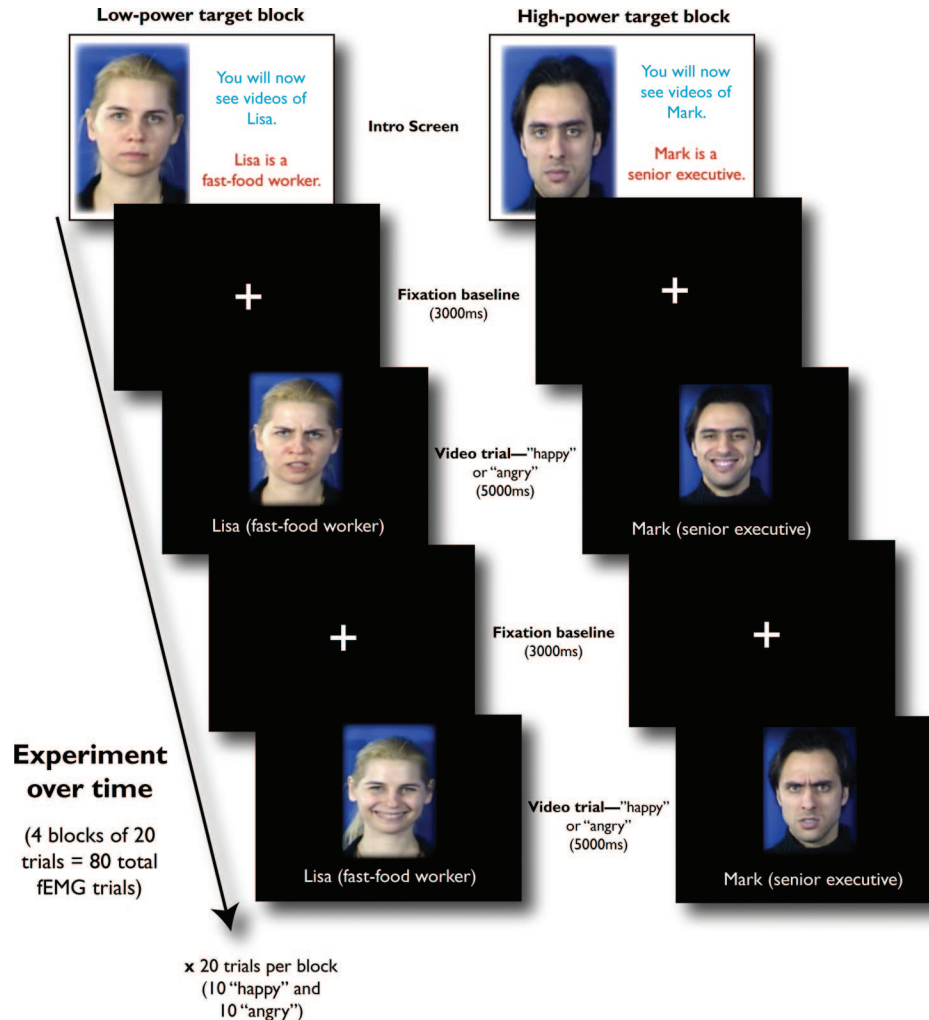 Low-power target block
High-power target block
You will now
see videos of
Lisa.
Lisa is a
fast-food worker.
Intro Screen
You will now
see videos of
Mark.
Mark is a
senior executive.
Fixation baseline
(3000ms)
Video trial—"happy"
or "angry"
(5000ms)
Lisa (fast-food worker)
Mark (senior executive)
Fixation baseline
(3000ms)
Experiment
over time
(4 blocks of 20
trials = 80 total
fEMG trials)
Video trial—"happy"
or "angry"
(5000ms)
Lisa (fast-food worker)
Mark (senior executive)
x 20 trials per block
(10 "happy" and
10 "angry")